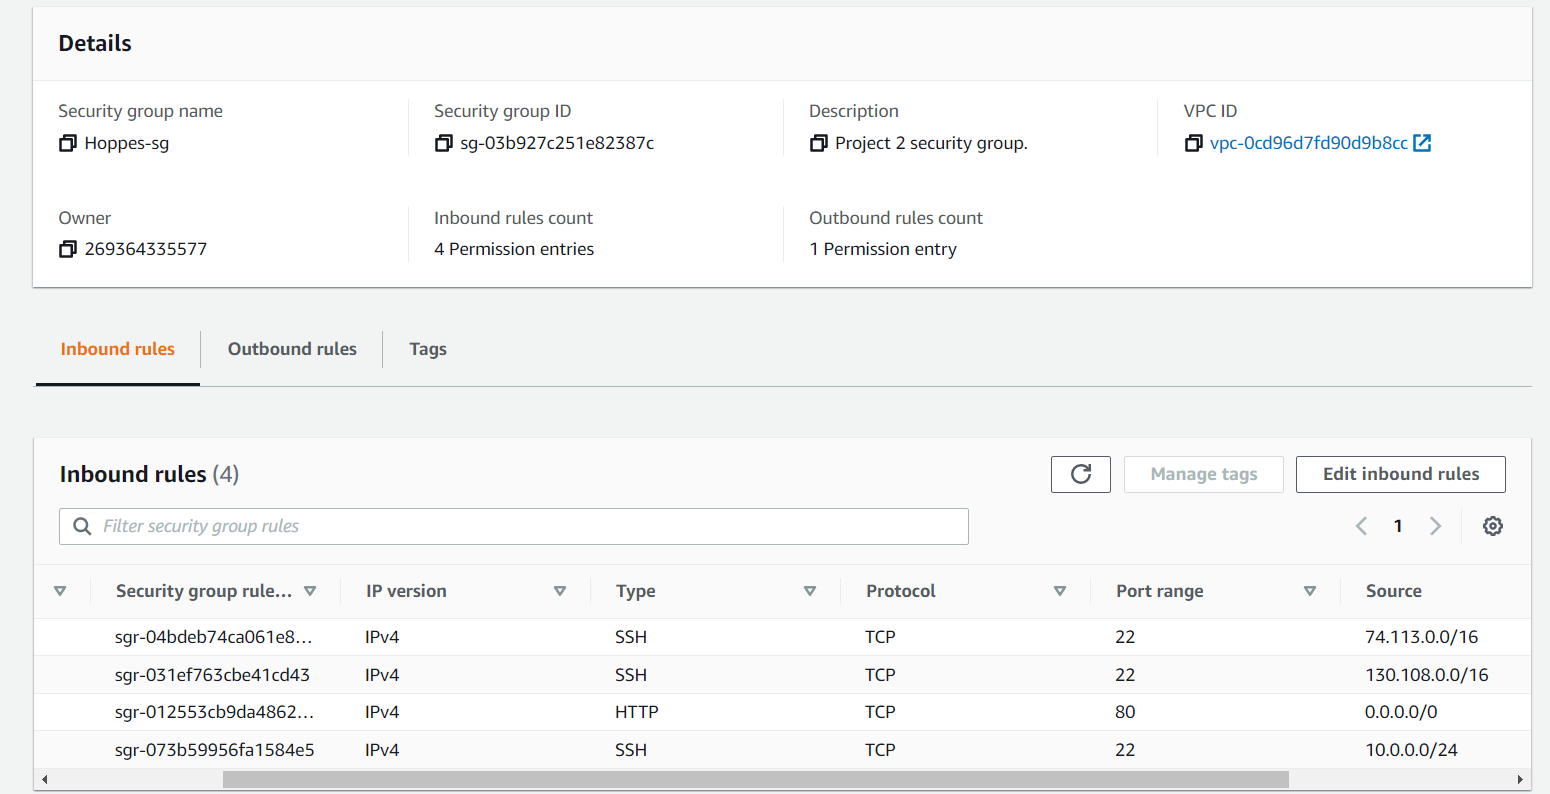 Details
Security group name Security group ID Description VPC ID
Hoppes-sg sg-03b927c251e82387c Project 2 security group. vpc-0cd96d7fd90d9b8cc
Owner Inbound rules count Outbound rules count
269364335577 4 Permission entries 1 Permission entry
Inbound rules Outbound rules Tags
Inbound rules (4) Manage tags Edit inbound rules
Filter security group rules 1
Security group rule... IP version Type Protocol Port range Source
sgr-04bdeb74ca061e8... IPv4 SSH TCP 22 74.113.0.0/16
sgr-031ef763cbe41cd43 IPv4 SSH TCP 22 130.108.0.0/16
sgr-012553cb9da4862... IPv4 HTTP TCP 80 0.0.0.0/0
sgr-073b59956fa1584e5 IPv4 SSH TCP 22 10.0.0.0/24